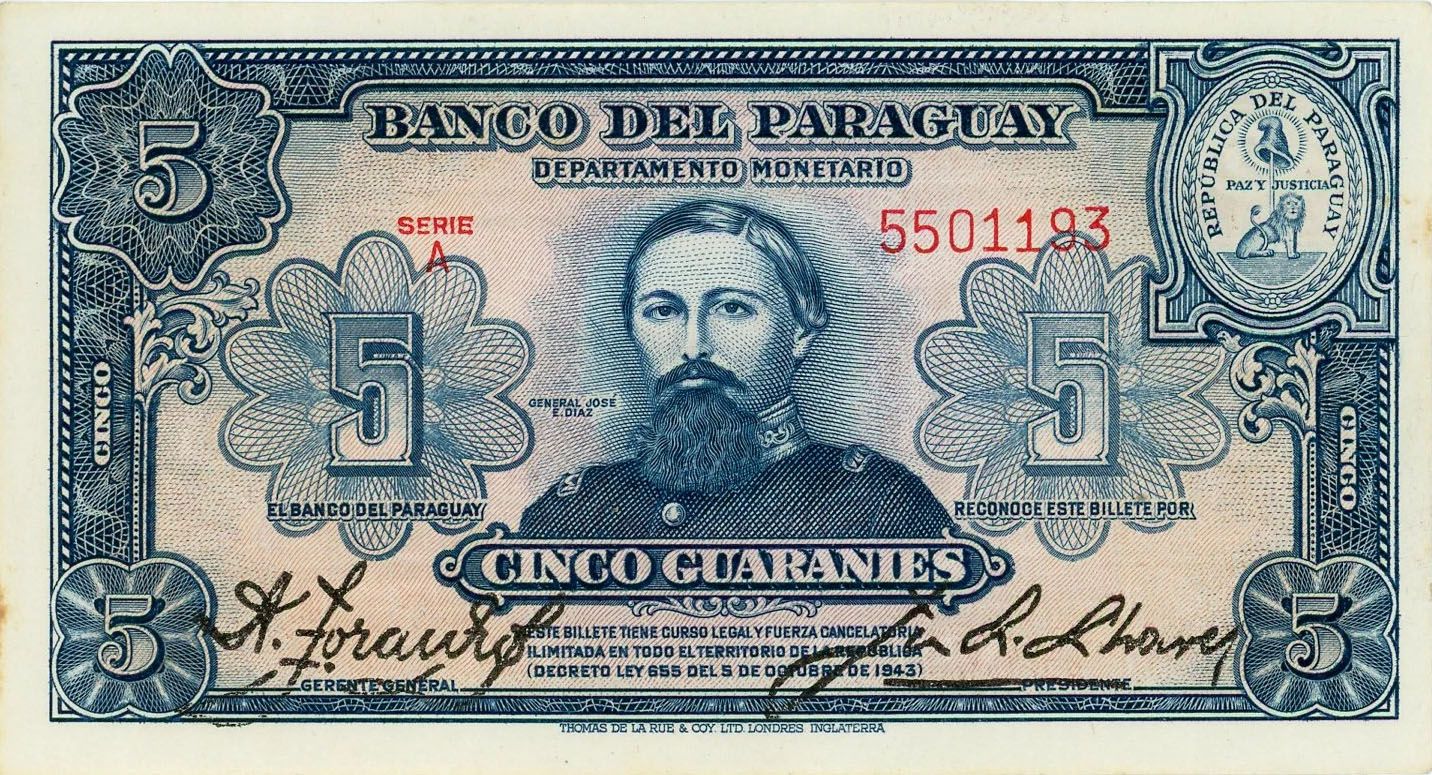 BANCO DEL PARAGUAY
DEPARTAMENTO MONETARIO
5
SERIE
A
5501193
REPÚBLICA DEL PARAGUAY
PAZ Y JUSTICIA
5
5
GENERAL JOSE
E. DIAZ
CINCO
CINCO
EL BANCO DEL PARAGUAY
RECONOCE ESTE BILLETE POR
CINCO GUARANIES
5
5
ESTE BILLETE TIENE CURSO LEGAL Y FUERZA CANCELATORIA
ILIMITADA EN TODO EL TERRITORIO DE LA REPUBLICA
(DECRETO LEY 655 DEL 5 DE OCTUBRE DE 1943)
GERENTE GENERAL
PRESIDENTE
THOMAS DE LA RUE & COY. LTD. LONDRES INGLATERRA